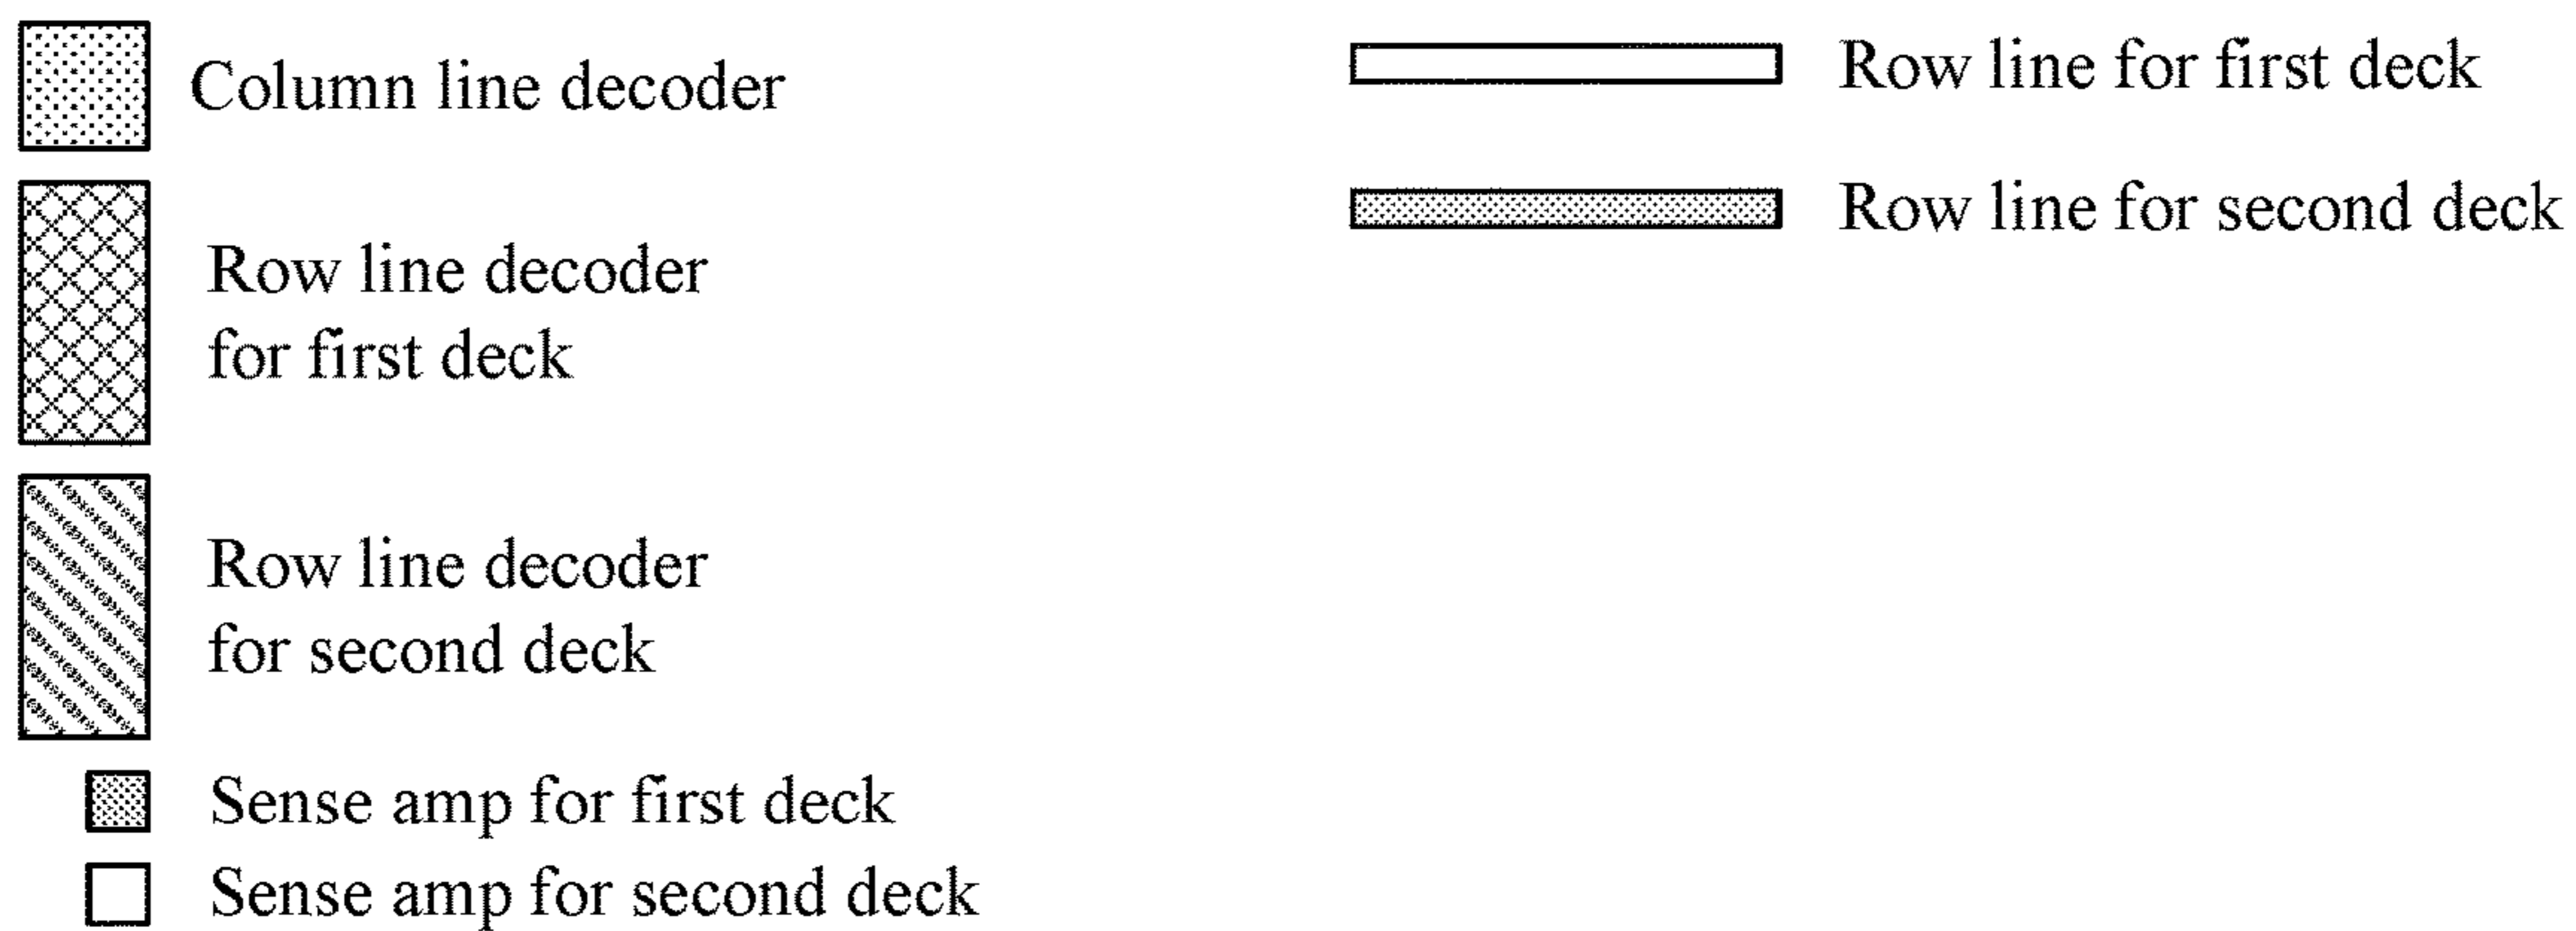 Column line decoder
Row line decoder
for first deck
Row line decoder
for second deck
Sense amp for first deck
Sense amp for second deck
Row line for first deck
Row line for second deck